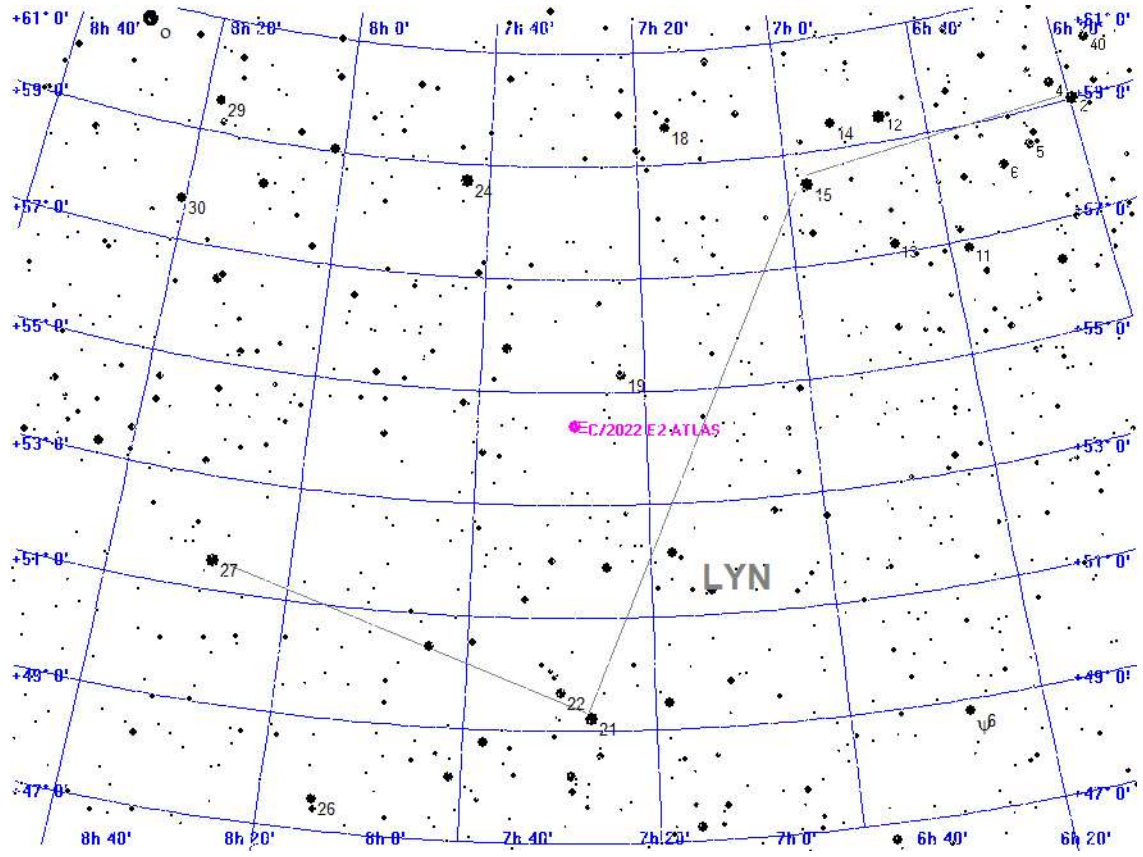 +61° 0' 8h 40' 8h 20' 8h 0' 7h 40' 7h 20' 7h 0' 6h 40' 6h 20' +61° 0'
ο
40
+59° 0' 29 18 14 12 4 2 +59° 0'
5
6
+57° 0' 30 24 15 +57° 0'
13 11
+55° 0' +55° 0'
19
+53° 0' C/2022 E2 ATLAS +53° 0'
+51° 0' 27 LYN +51° 0'
+49° 0' 22 +49° 0'
21 ψ6
+47° 0' 26 +47° 0'
8h 40' 8h 20' 8h 0' 7h 40' 7h 20' 7h 0' 6h 40' 6h 20'